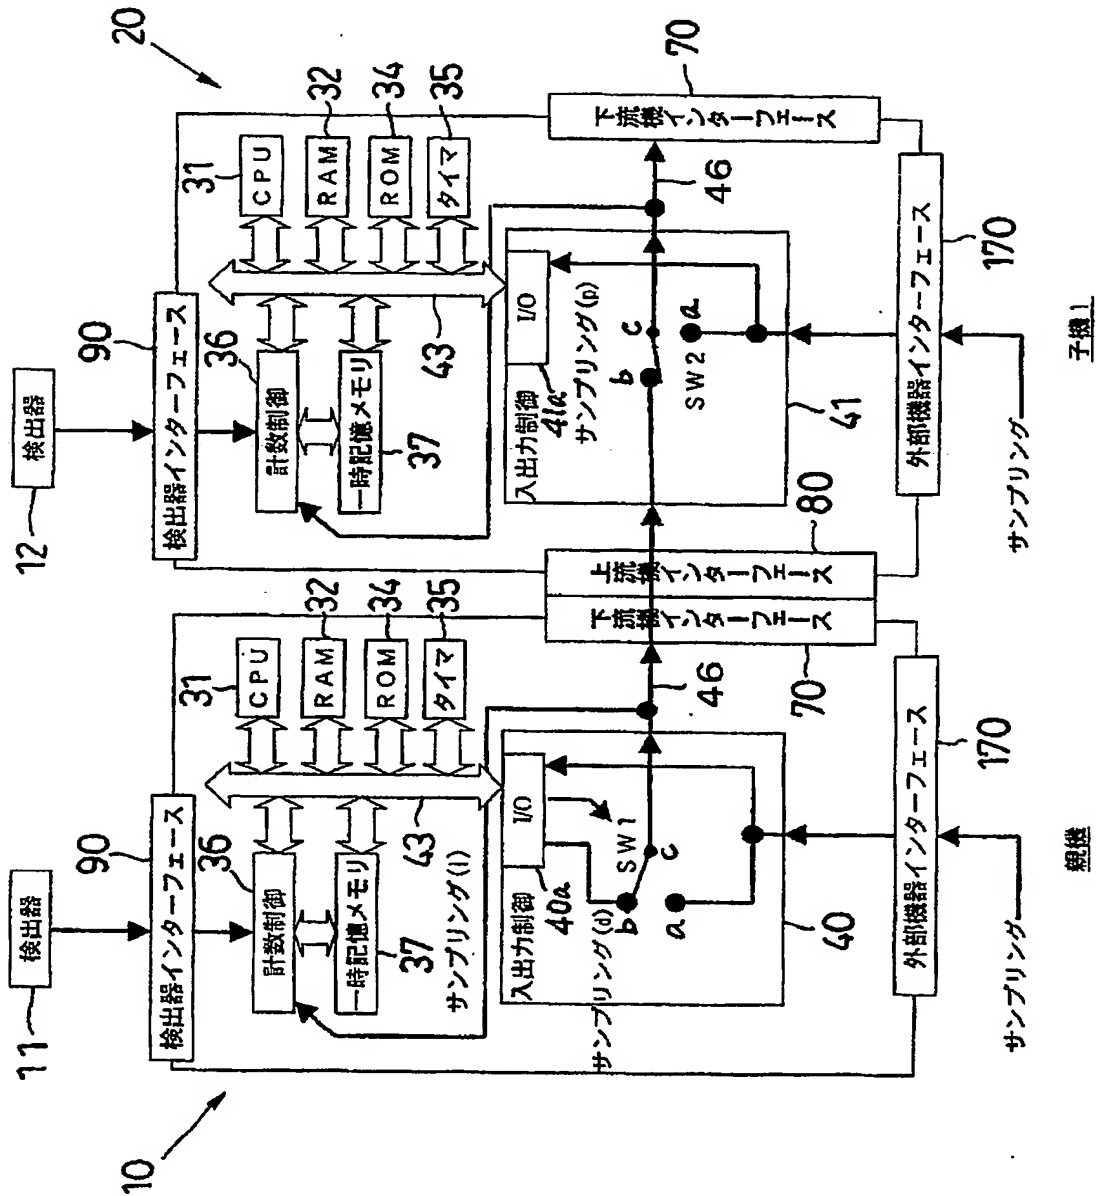 10
11
検出器
90
検出器インターフェース
36
計数制御
一時記憶メモリ
37
43
31
CPU
RAM
32
ROM
34
タイマ
35
サンプリング(l)
入出力制御
I/O
40a
サンプリング(d)
SW1
b
c
a
40
46
下流機インターフェース
70
外部機器インターフェース
170
サンプリング
親機
20
12
検出器
90
検出器インターフェース
36
計数制御
一時記憶メモリ
37
43
31
CPU
RAM
32
ROM
34
タイマ
35
上流機インターフェース
80
入出力制御
I/O
41a
サンプリング(p)
b
c
a
SW2
41
46
下流機インターフェース
70
外部機器インターフェース
170
サンプリング
子機1